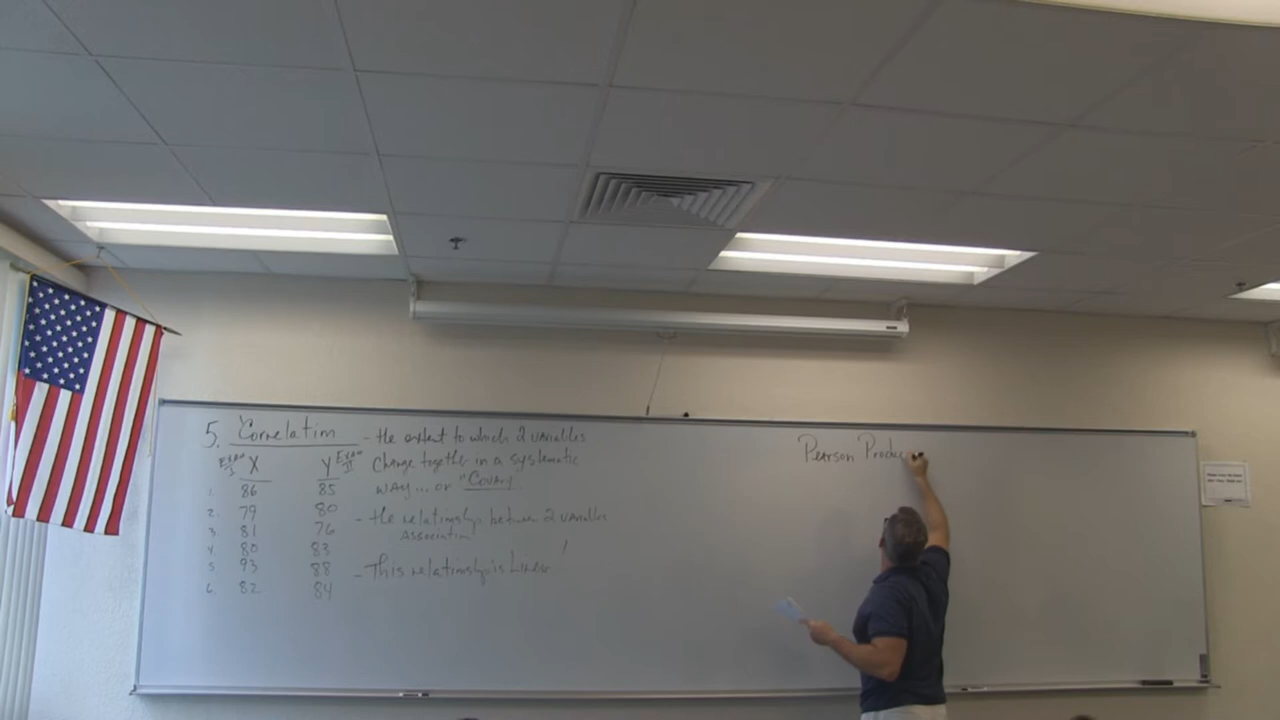 5. Correlation - the extent to which 2 variables
Exam I X Y Exam II change together in a systematic
1. 86 85 way... or "Covary"
2. 79 80 - the relationship between 2 variables
3. 81 76 Association
4. 80 83
5. 93 88 - This relationship is Linear!
6. 82 84
Pearson Produc